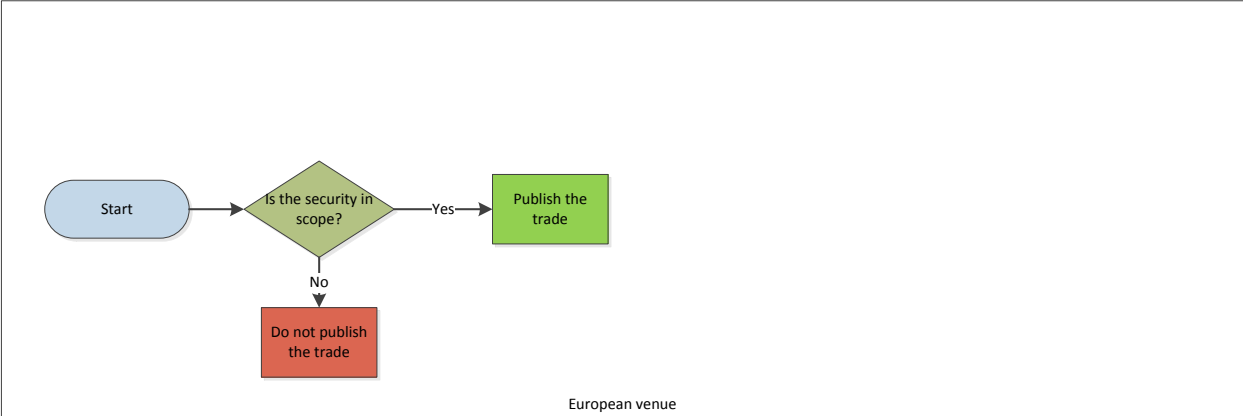 Start
Is the security in
scope?
Yes
Publish the
trade
No
Do not publish
the trade
European venue